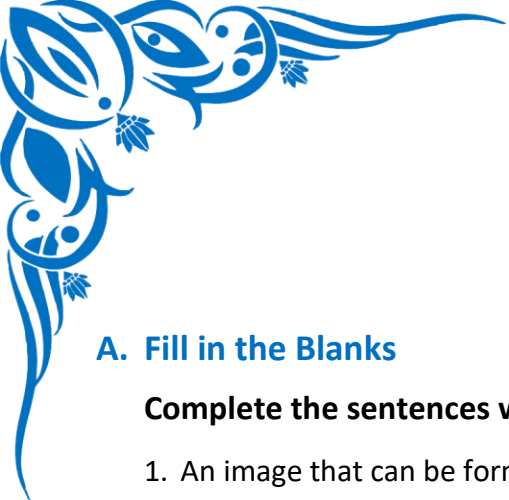 A. Fill in the Blanks
Complete the sentences
1. An image that can be